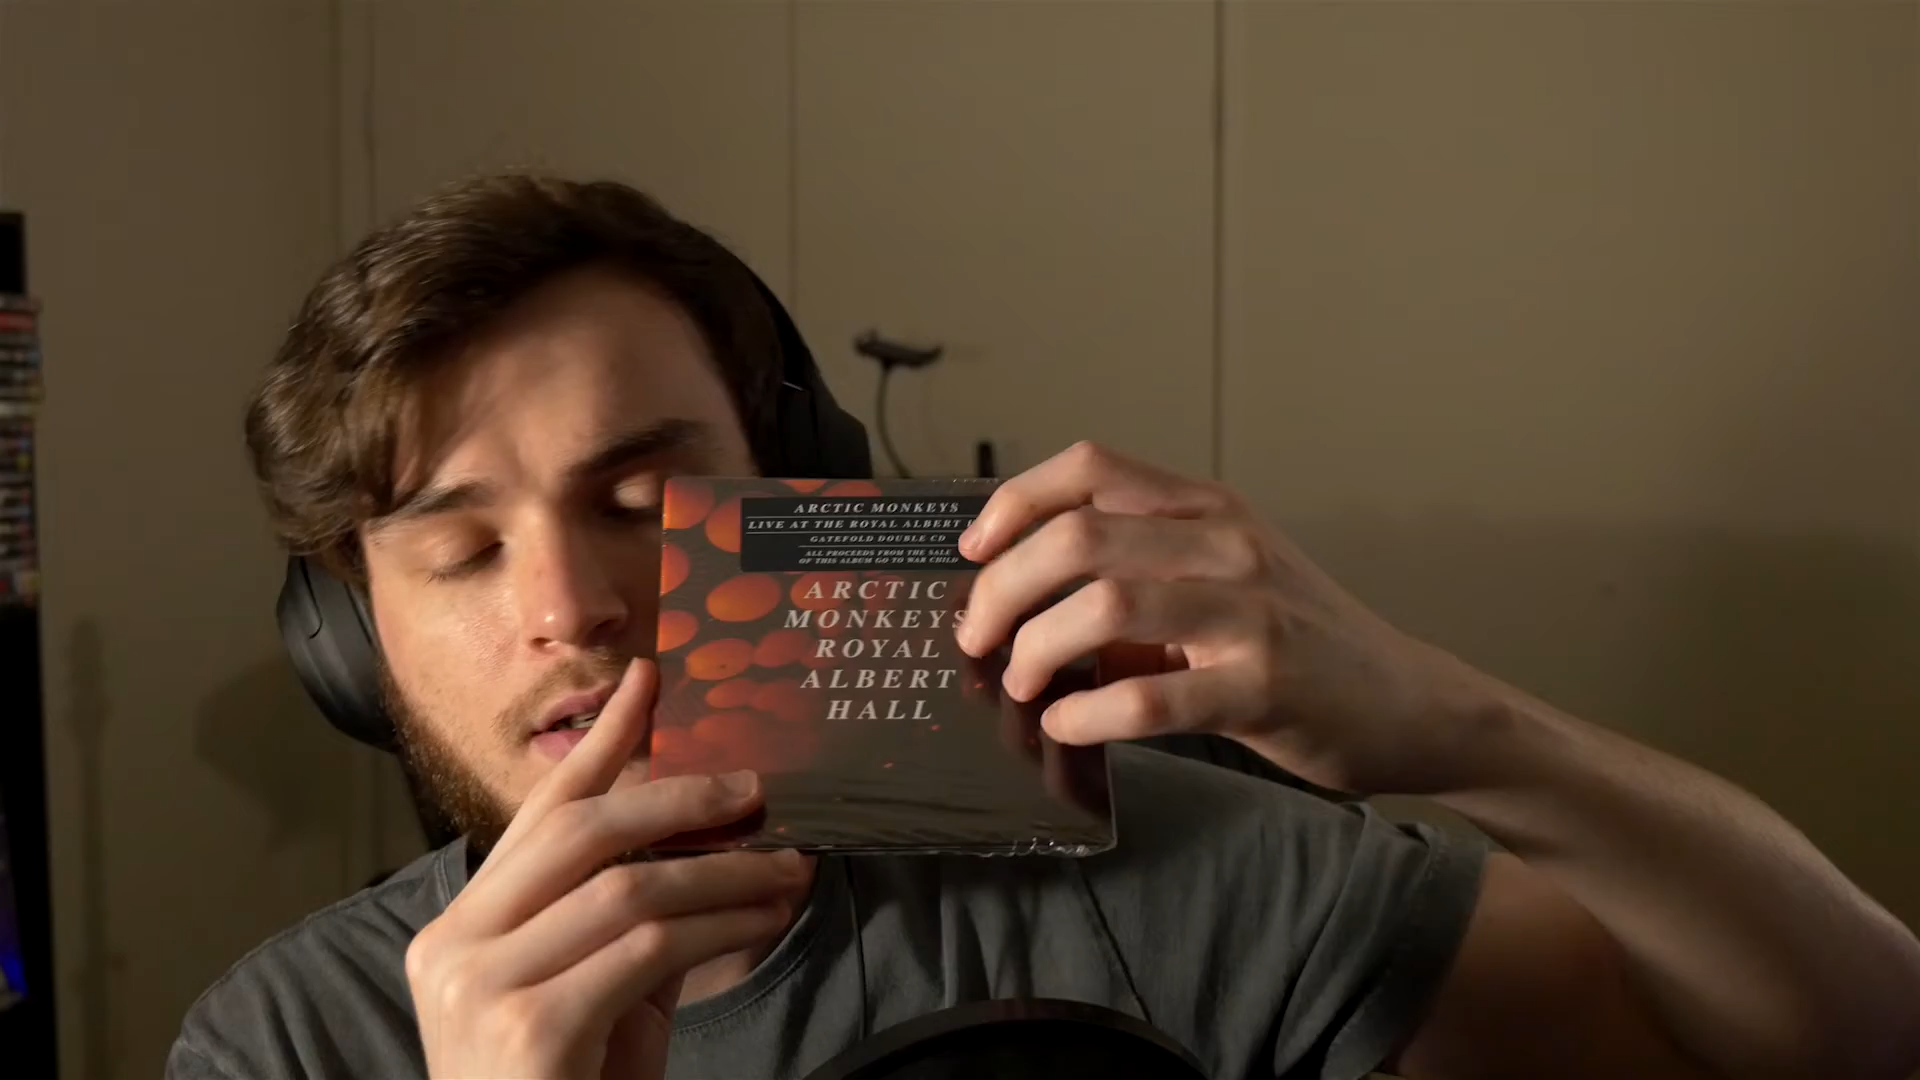 ARCTIC MONKEYS
LIVE AT THE ROYAL ALBERT
GATEFOLD DOUBLE CD
ALL PROCEEDS FROM THE SALE
OF THIS ALBUM GO TO WAR CHILD
ARCTIC
MONKEYS
ROYAL
ALBERT
HALL